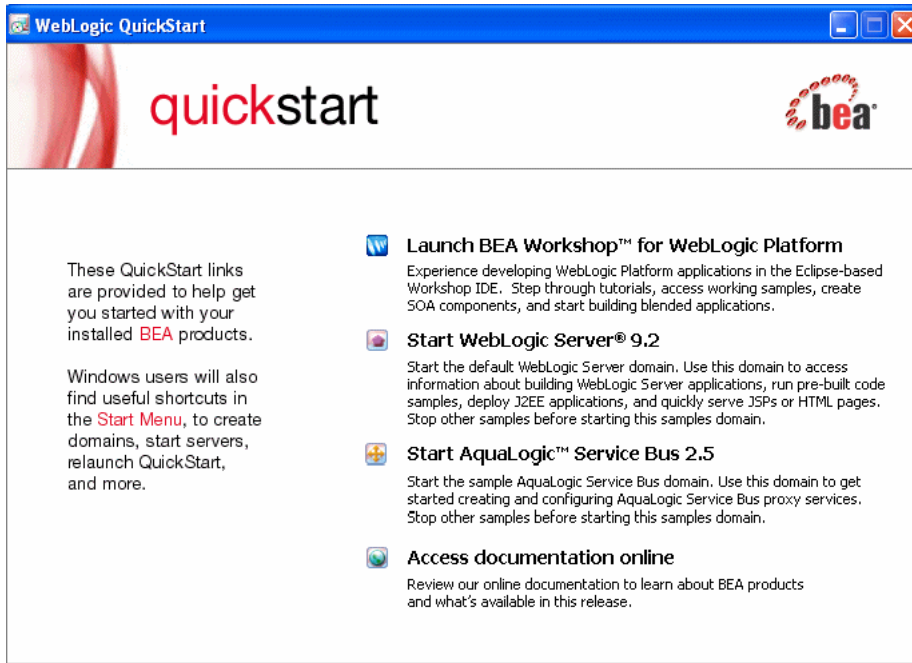 WebLogic QuickStart
quickstart
bea
These QuickStart links
are provided to help get
you started with your
installed BEA products.
Windows users will also
find useful shortcuts in
the Start Menu, to create
domains, start servers,
relaunch QuickStart,
and more.
Launch BEA Workshop™ for WebLogic Platform
Experience developing WebLogic Platform applications in the Eclipse-based
Workshop IDE. Step through tutorials, access working samples, create
SOA components, and start building blended applications.
Start WebLogic Server® 9.2
Start the default WebLogic Server domain. Use this domain to access
information about building WebLogic Server applications, run pre-built code
samples, deploy J2EE applications, and quickly serve JSPs or HTML pages.
Stop other samples before starting this samples domain.
Start AquaLogic™ Service Bus 2.5
Start the sample AquaLogic Service Bus domain. Use this domain to get
started creating and configuring AquaLogic Service Bus proxy services.
Stop other samples before starting this samples domain.
Access documentation online
Review our online documentation to learn about BEA products
and what's available in this release.